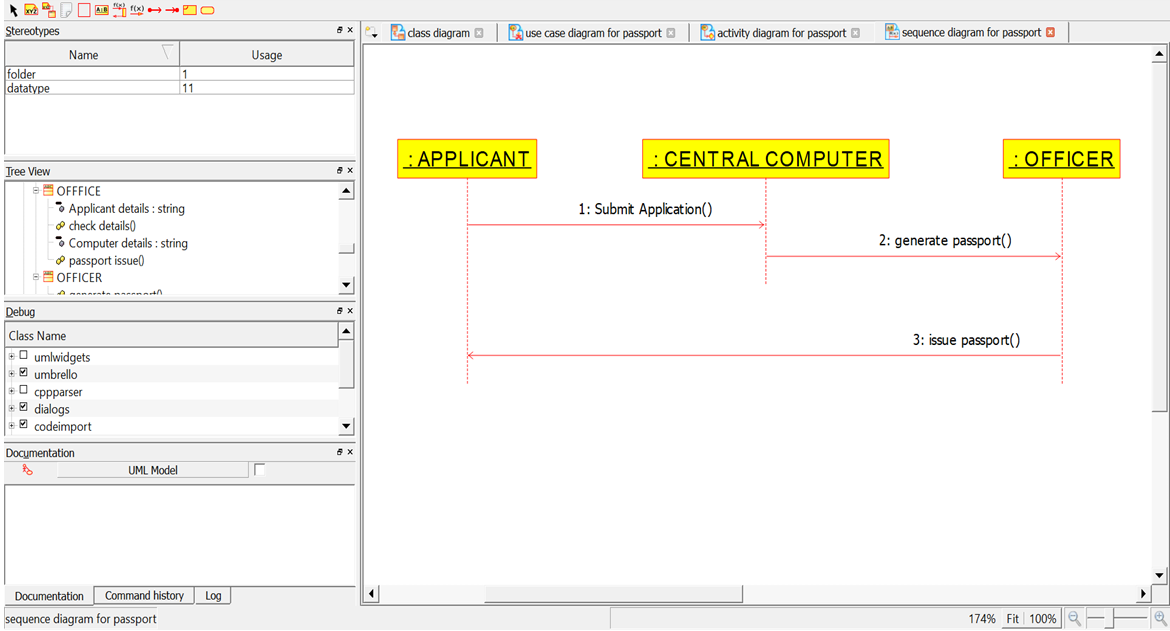 Stereotypes
Name Usage
folder 1
datatype 11
Tree View
OFFFICE
Applicant details : string
check details()
Computer details : string
passport issue()
OFFICER
generate passport()
Debug
Class Name
umlwidgets
umbrello
cppparser
dialogs
codeimport
Documentation
UML Model
Documentation Command history Log
sequence diagram for passport
class diagram
use case diagram for passport
activity diagram for passport
sequence diagram for passport
: APPLICANT
: CENTRAL COMPUTER
: OFFICER
1: Submit Application()
2: generate passport()
3: issue passport()
174% Fit 100%